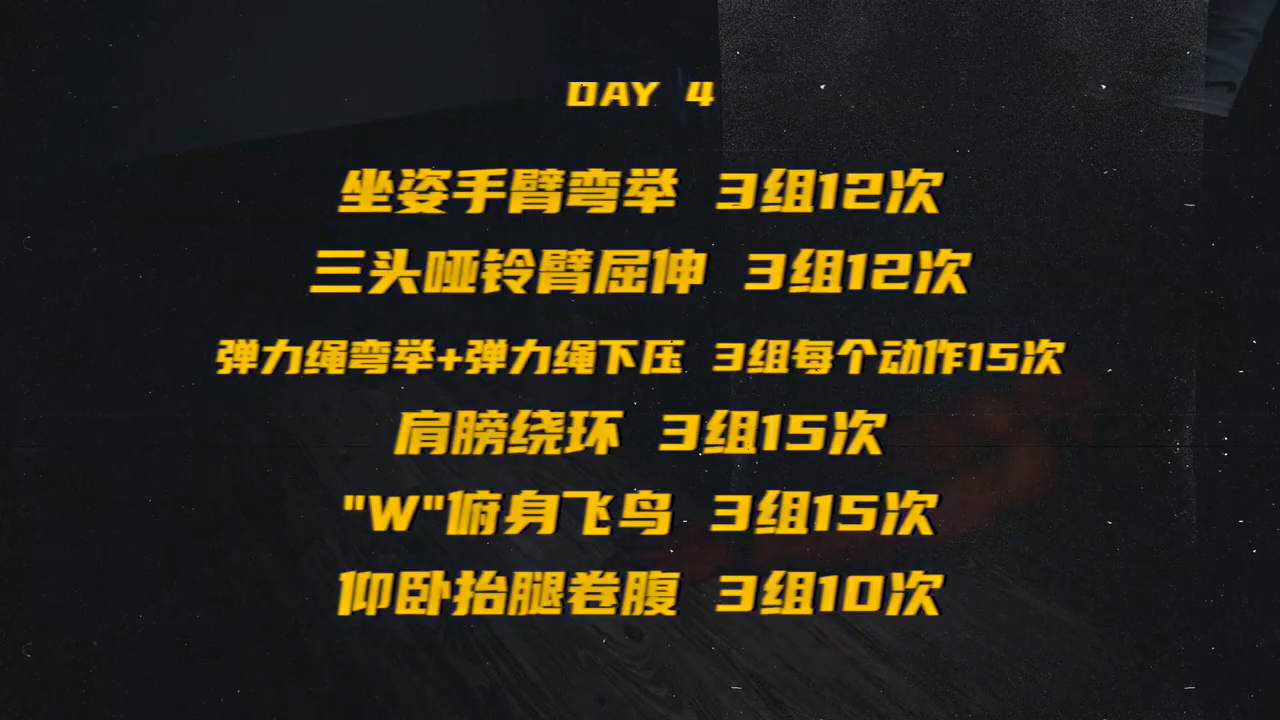 DAY 4
坐姿手臂弯举 3组12次
三头哑铃臂屈伸 3组12次
弹力绳弯举+弹力绳下压 3组每个动作15次
肩膀绕环 3组15次
"W"俯身飞鸟 3组15次
仰卧抬腿卷腹 3组10次